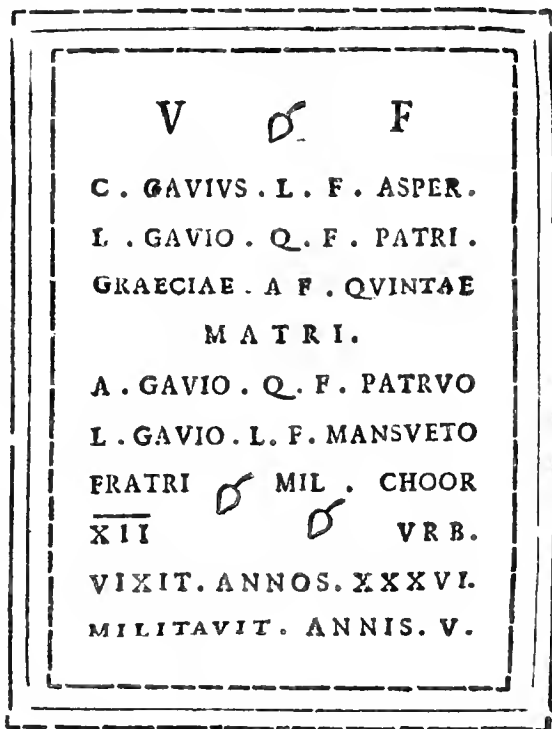 V F
C . GAVIVS . L . F . ASPER.
L . GAVIO . Q . F . PATRI .
GRAECIAE . A F . QVINTAE
MATRI.
A . GAVIO . Q . F . PATRVO
L . GAVIO . L . F . MANSVETO
FRATRI MIL . CHOOR
X̅I̅I̅ VRB.
VIXIT. ANNOS. XXXVI.
MILITAVIT. ANNIS. V.